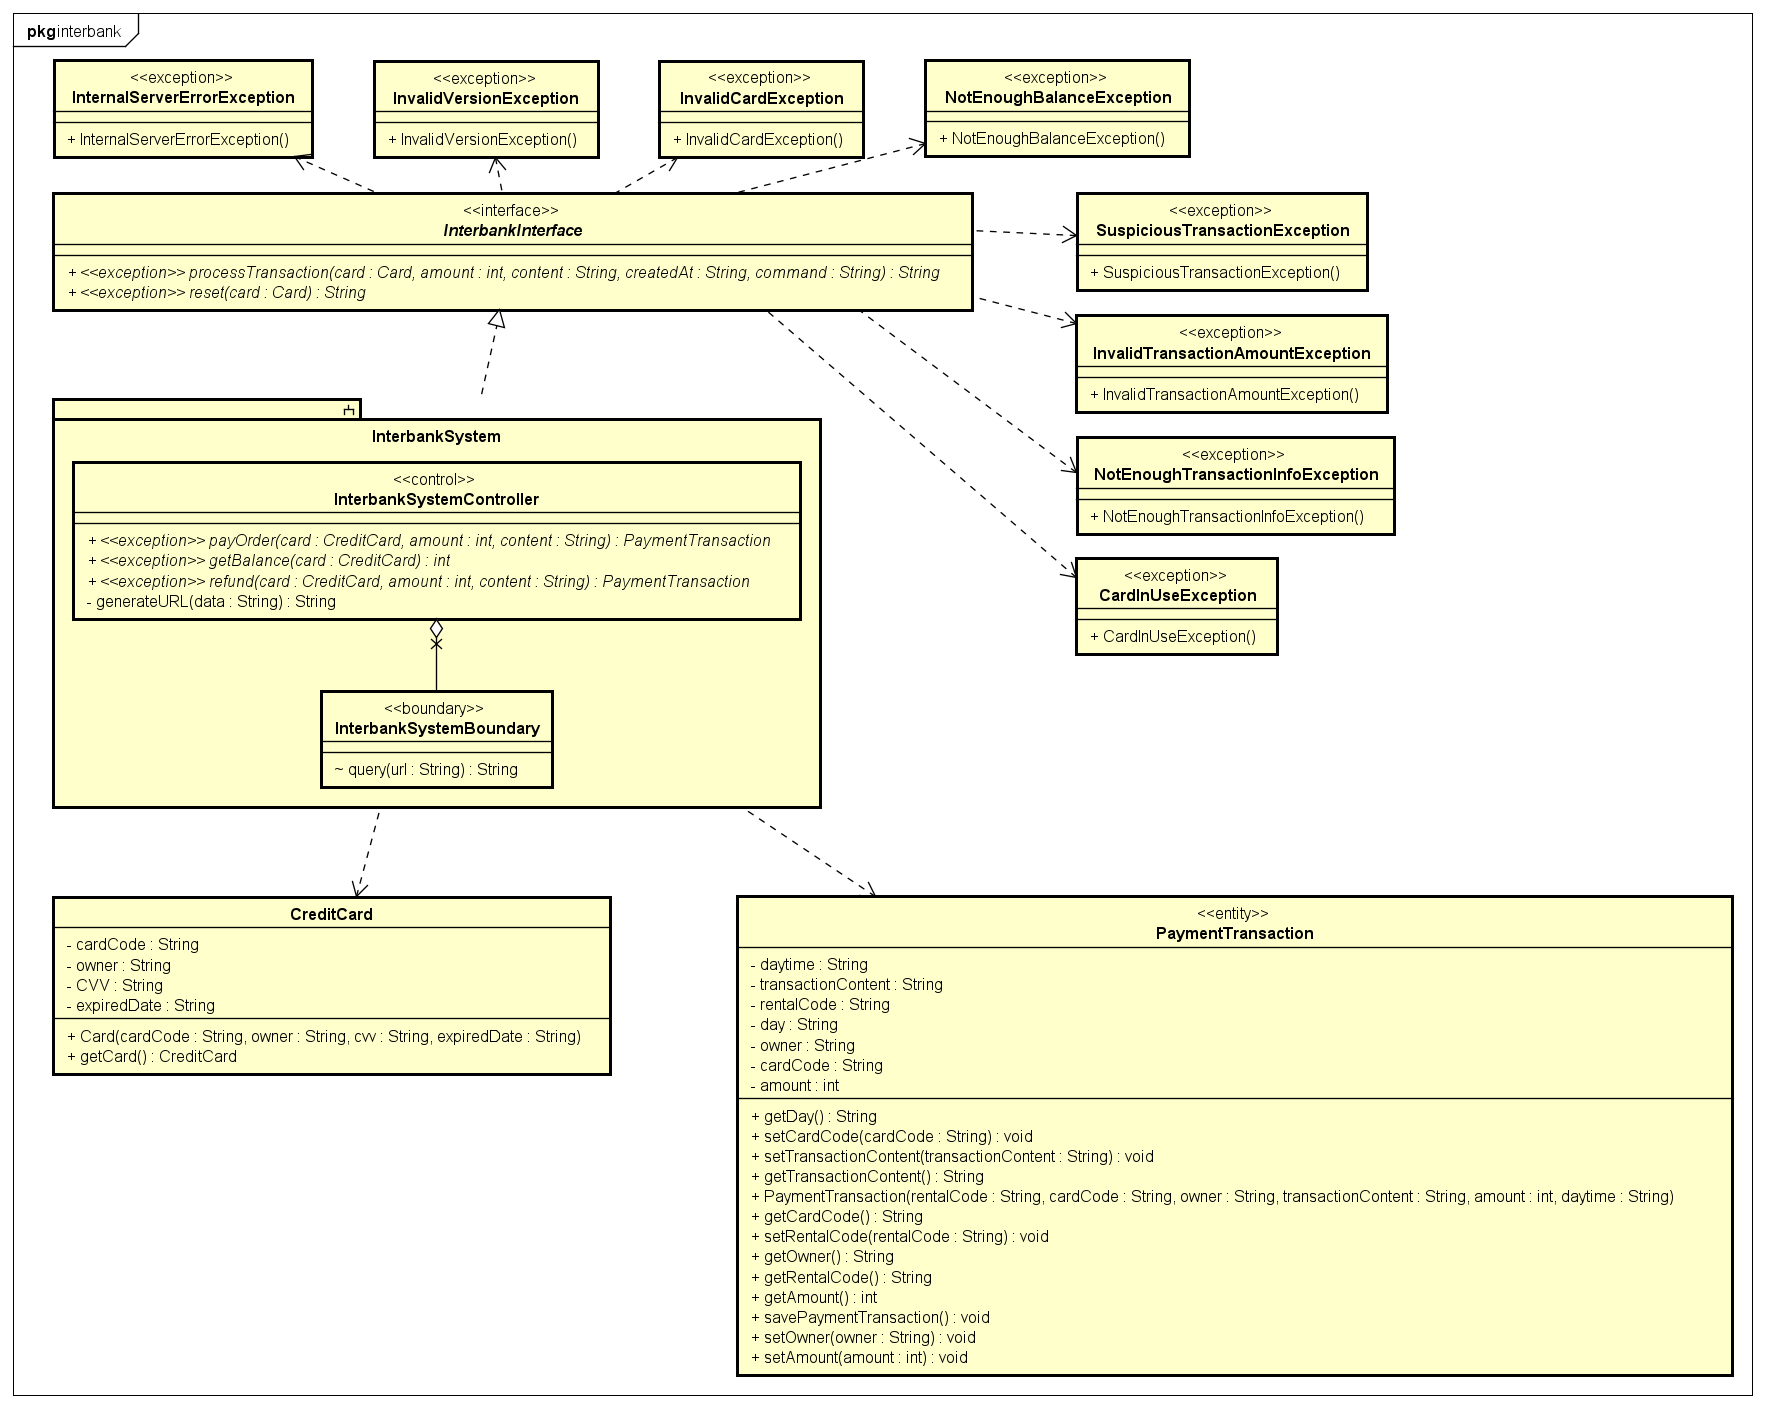 pkg interbank
<<exception>>
InternalServerErrorException
+ InternalServerErrorException()
<<exception>>
InvalidVersionException
+ InvalidVersionException()
<<exception>>
InvalidCardException
+ InvalidCardException()
<<exception>>
NotEnoughBalanceException
+ NotEnoughBalanceException()
<<interface>>
InterbankInterface
+ <<exception>> processTransaction(card : Card, amount : int, content : String, createdAt : String, command : String) : String
+ <<exception>> reset(card : Card) : String
<<exception>>
SuspiciousTransactionException
+ SuspiciousTransactionException()
<<exception>>
InvalidTransactionAmountException
+ InvalidTransactionAmountException()
<<exception>>
NotEnoughTransactionInfoException
+ NotEnoughTransactionInfoException()
<<exception>>
CardInUseException
+ CardInUseException()
InterbankSystem
<<control>>
InterbankSystemController
+ <<exception>> payOrder(card : CreditCard, amount : int, content : String) : PaymentTransaction
+ <<exception>> getBalance(card : CreditCard) : int
+ <<exception>> refund(card : CreditCard, amount : int, content : String) : PaymentTransaction
- generateURL(data : String) : String
<<boundary>>
InterbankSystemBoundary
~ query(url : String) : String
CreditCard
- cardCode : String
- owner : String
- CVV : String
- expiredDate : String
+ Card(cardCode : String, owner : String, cvv : String, expiredDate : String)
+ getCard() : CreditCard
<<entity>>
PaymentTransaction
- daytime : String
- transactionContent : String
- rentalCode : String
- day : String
- owner : String
- cardCode : String
- amount : int
+ getDay() : String
+ setCardCode(cardCode : String) : void
+ setTransactionContent(transactionContent : String) : void
+ getTransactionContent() : String
+ PaymentTransaction(rentalCode : String, cardCode : String, owner : String, transactionContent : String, amount : int, daytime : String)
+ getCardCode() : String
+ setRentalCode(rentalCode : String) : void
+ getOwner() : String
+ getRentalCode() : String
+ getAmount() : int
+ savePaymentTransaction() : void
+ setOwner(owner : String) : void
+ setAmount(amount : int) : void